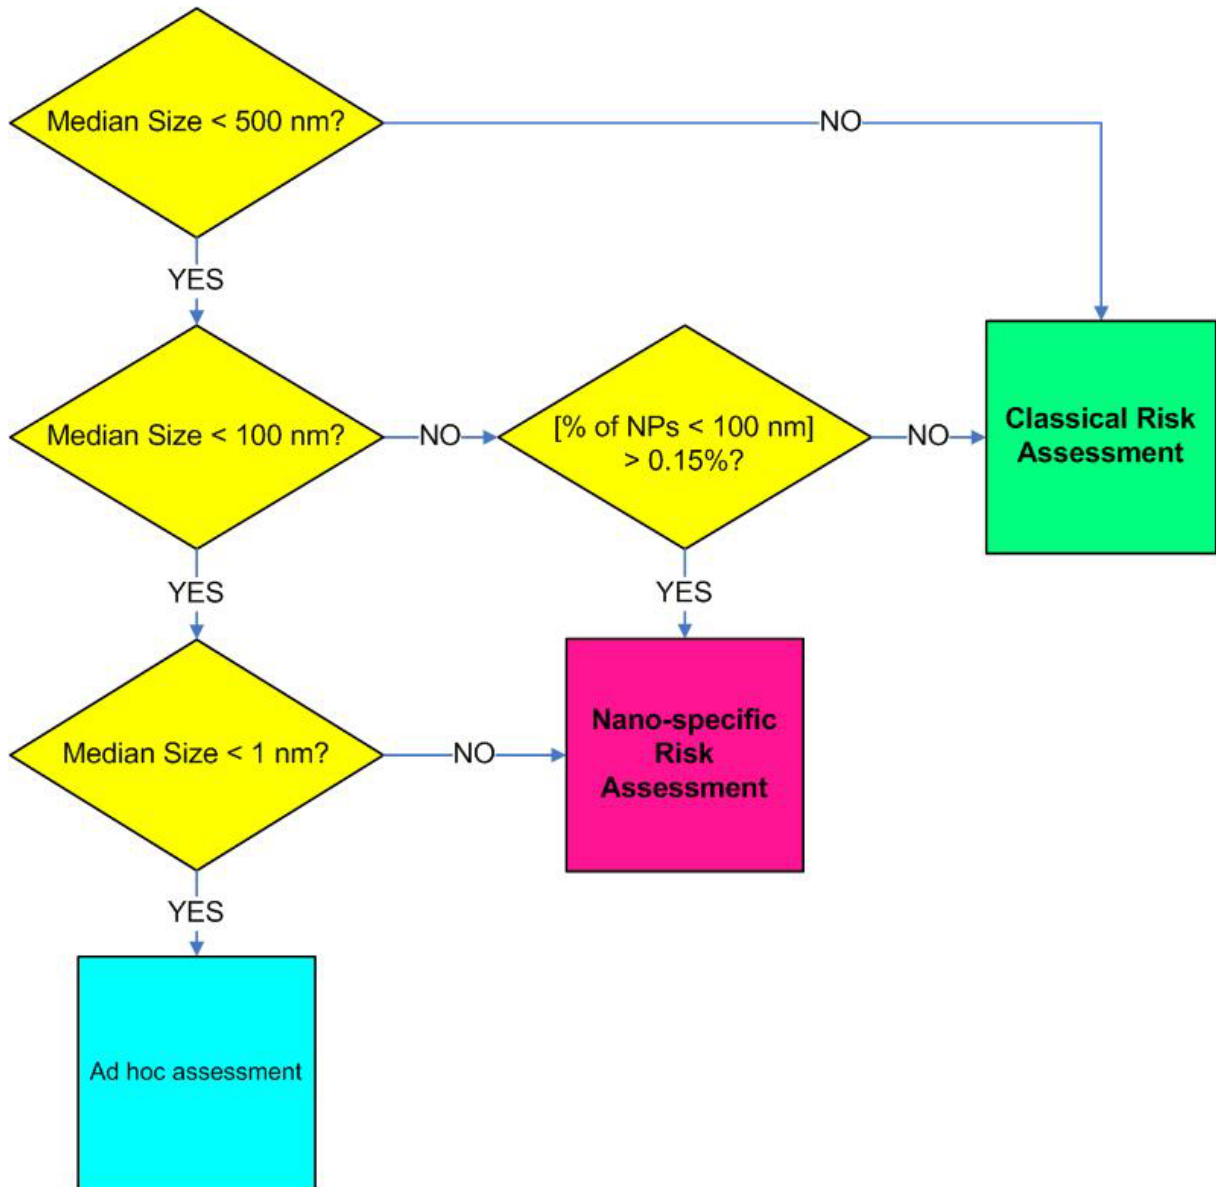 Median Size < 500 nm?
NO
YES
Median Size < 100 nm?
NO
[% of NPs < 100 nm]
> 0.15%?
NO
Classical Risk
Assessment
YES
YES
Median Size < 1 nm?
NO
Nano-specific
Risk
Assessment
YES
Ad hoc assessment